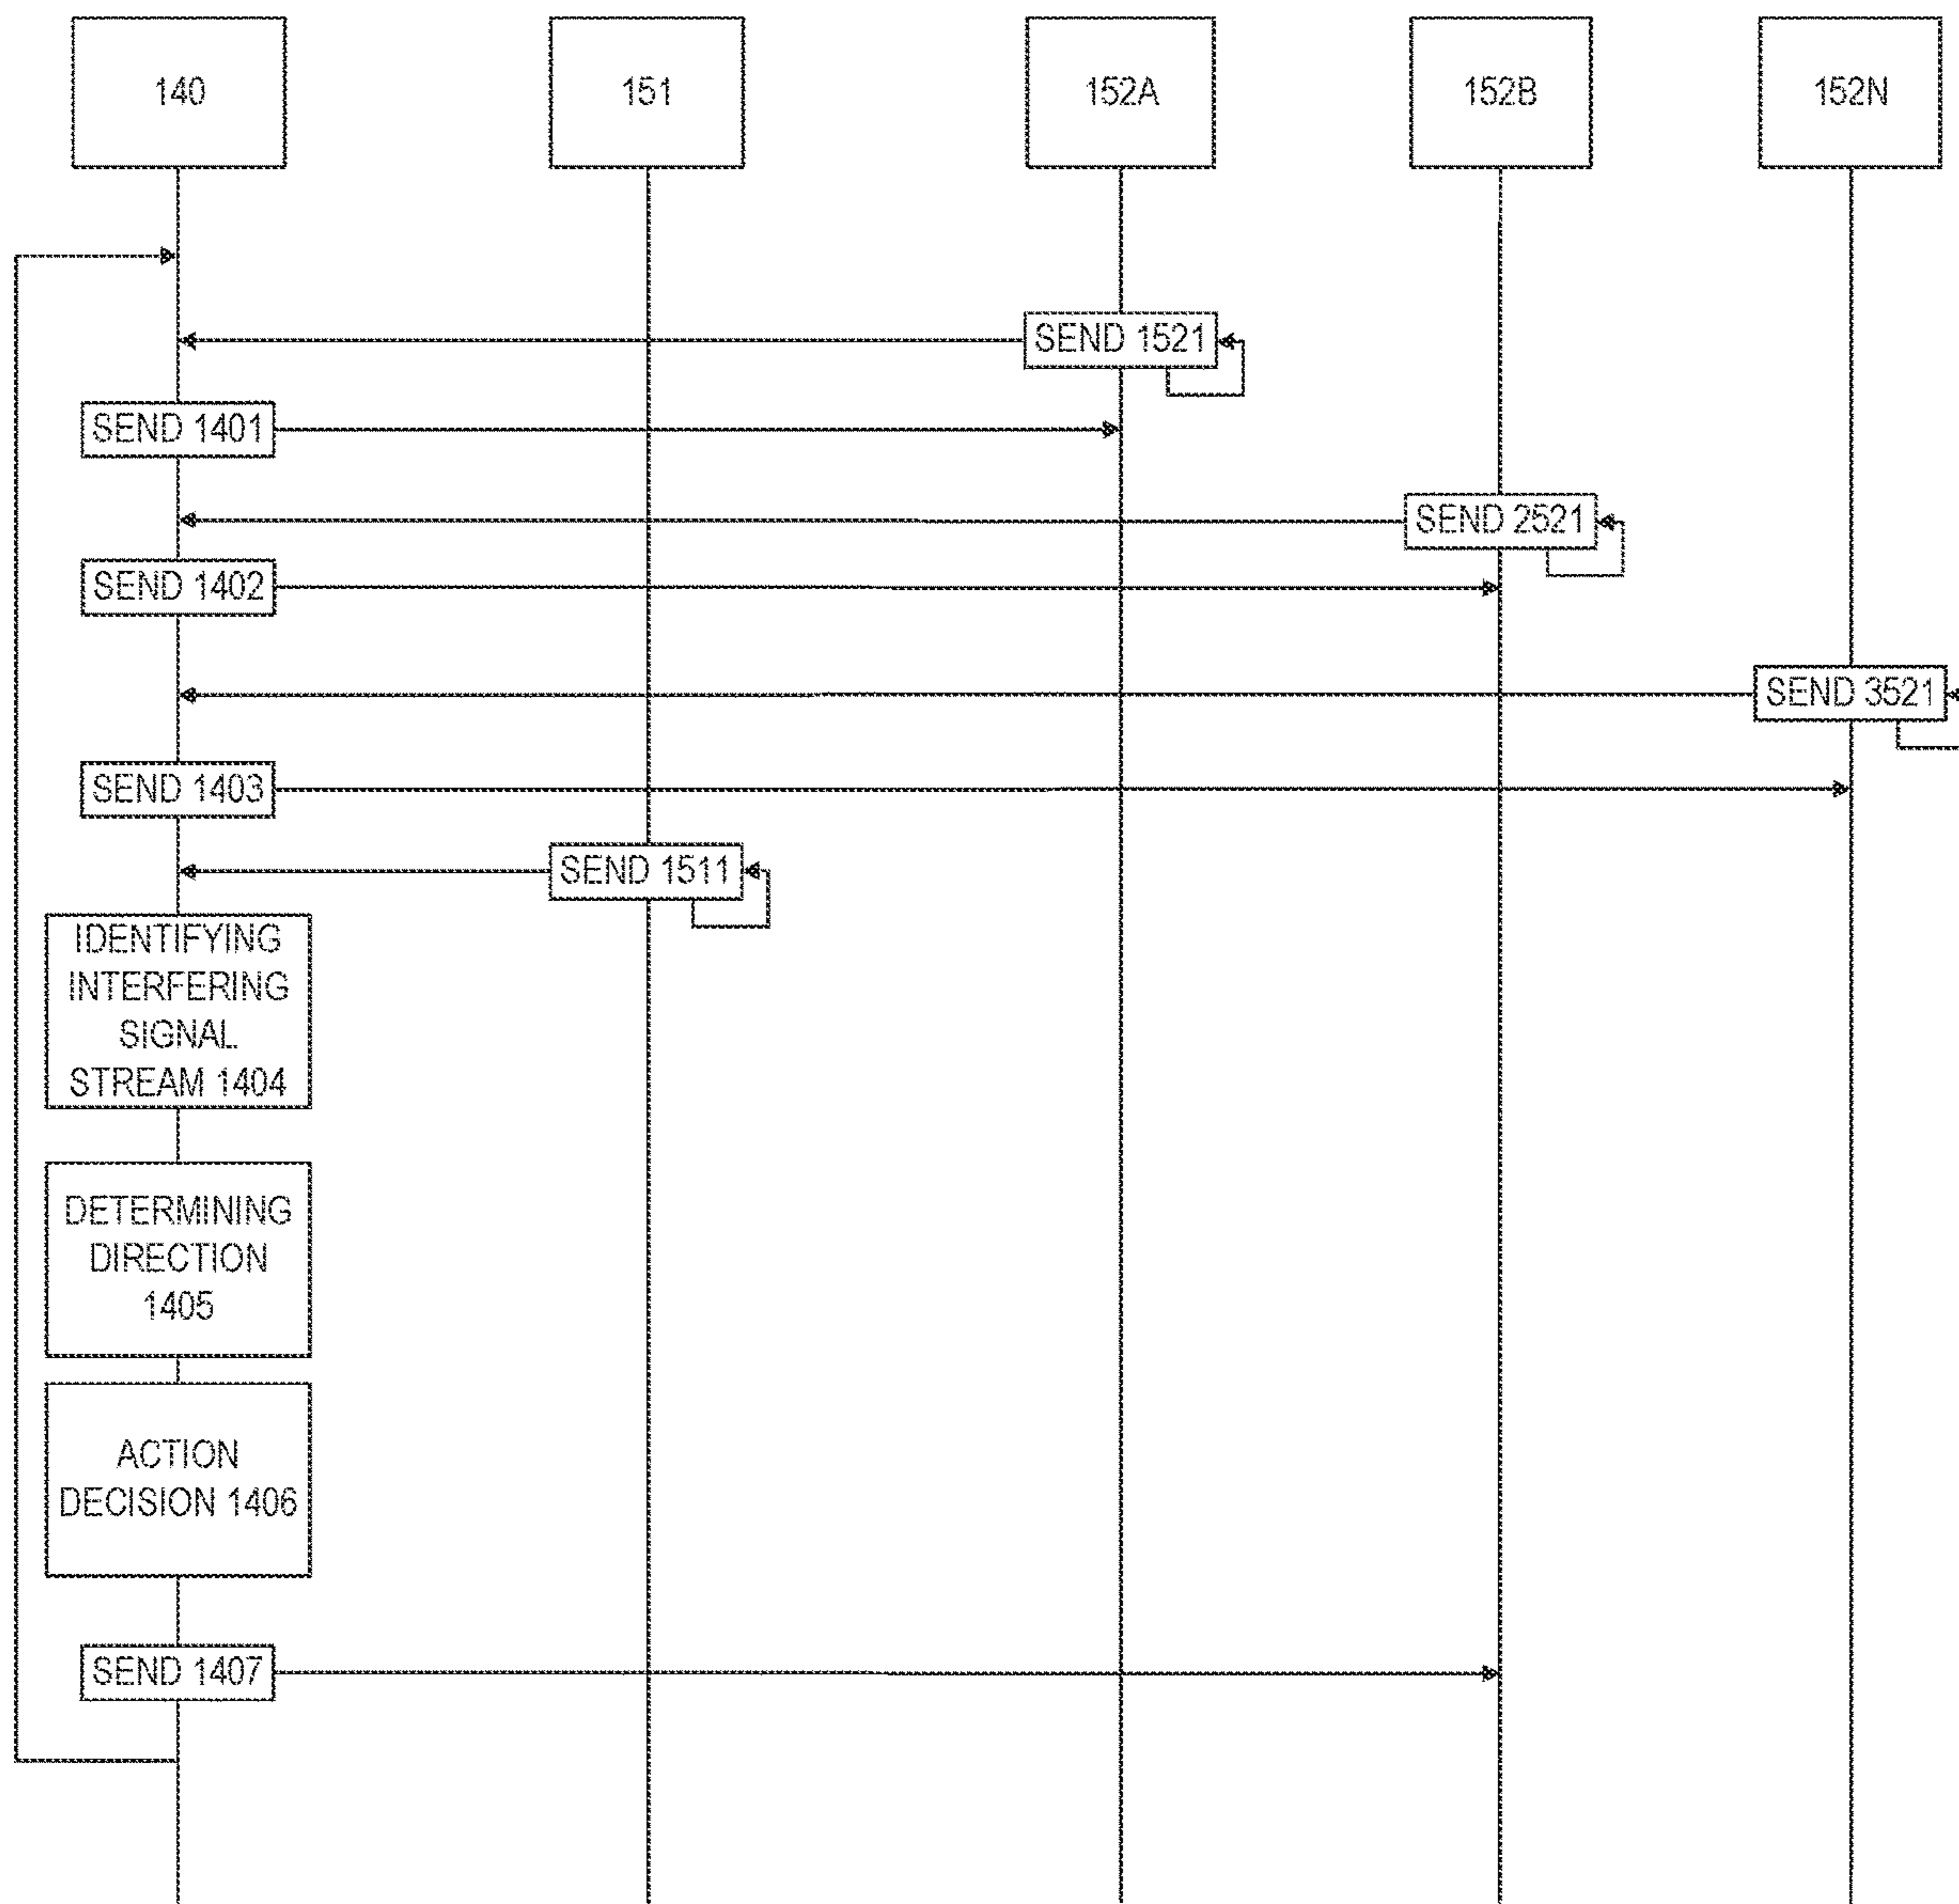 140
151
152A
152B
152N
SEND 1521
SEND 1401
SEND 2521
SEND 1402
SEND 3521
SEND 1403
SEND 1511
IDENTIFYING
INTERFERING
SIGNAL
STREAM 1404
DETERMINING
DIRECTION
1405
ACTION
DECISION 1406
SEND 1407